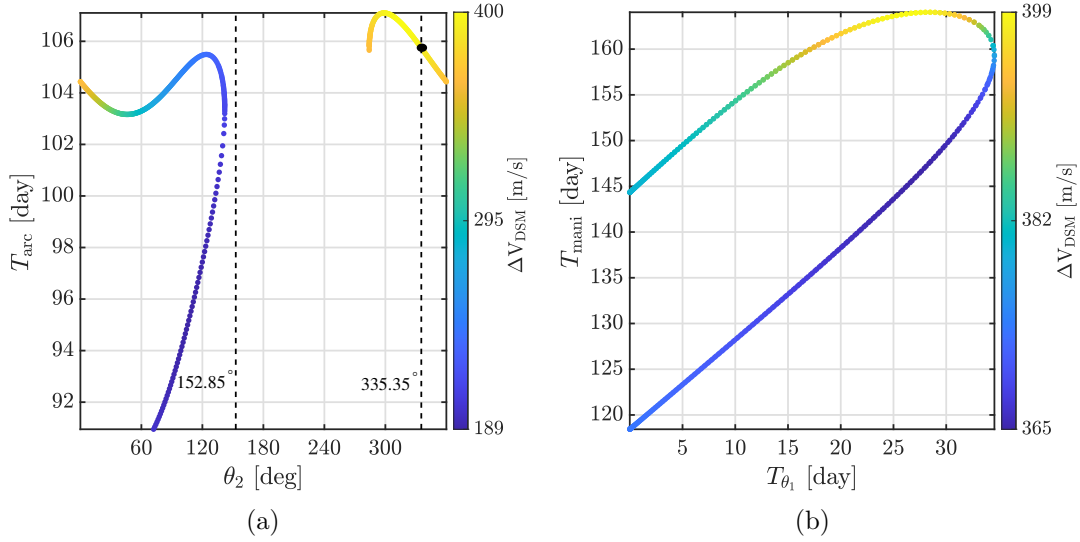 106
104
102
100
98
96
94
92
T_arc [day]
60 120 180 240 300
θ₂ [deg]
152.85°
335.35°
400
295
189
ΔV_DSM [m/s]
(a)
160
155
150
145
140
135
130
125
120
T_mani [day]
5 10 15 20 25 30
T_θ₁ [day]
399
382
365
ΔV_DSM [m/s]
(b)